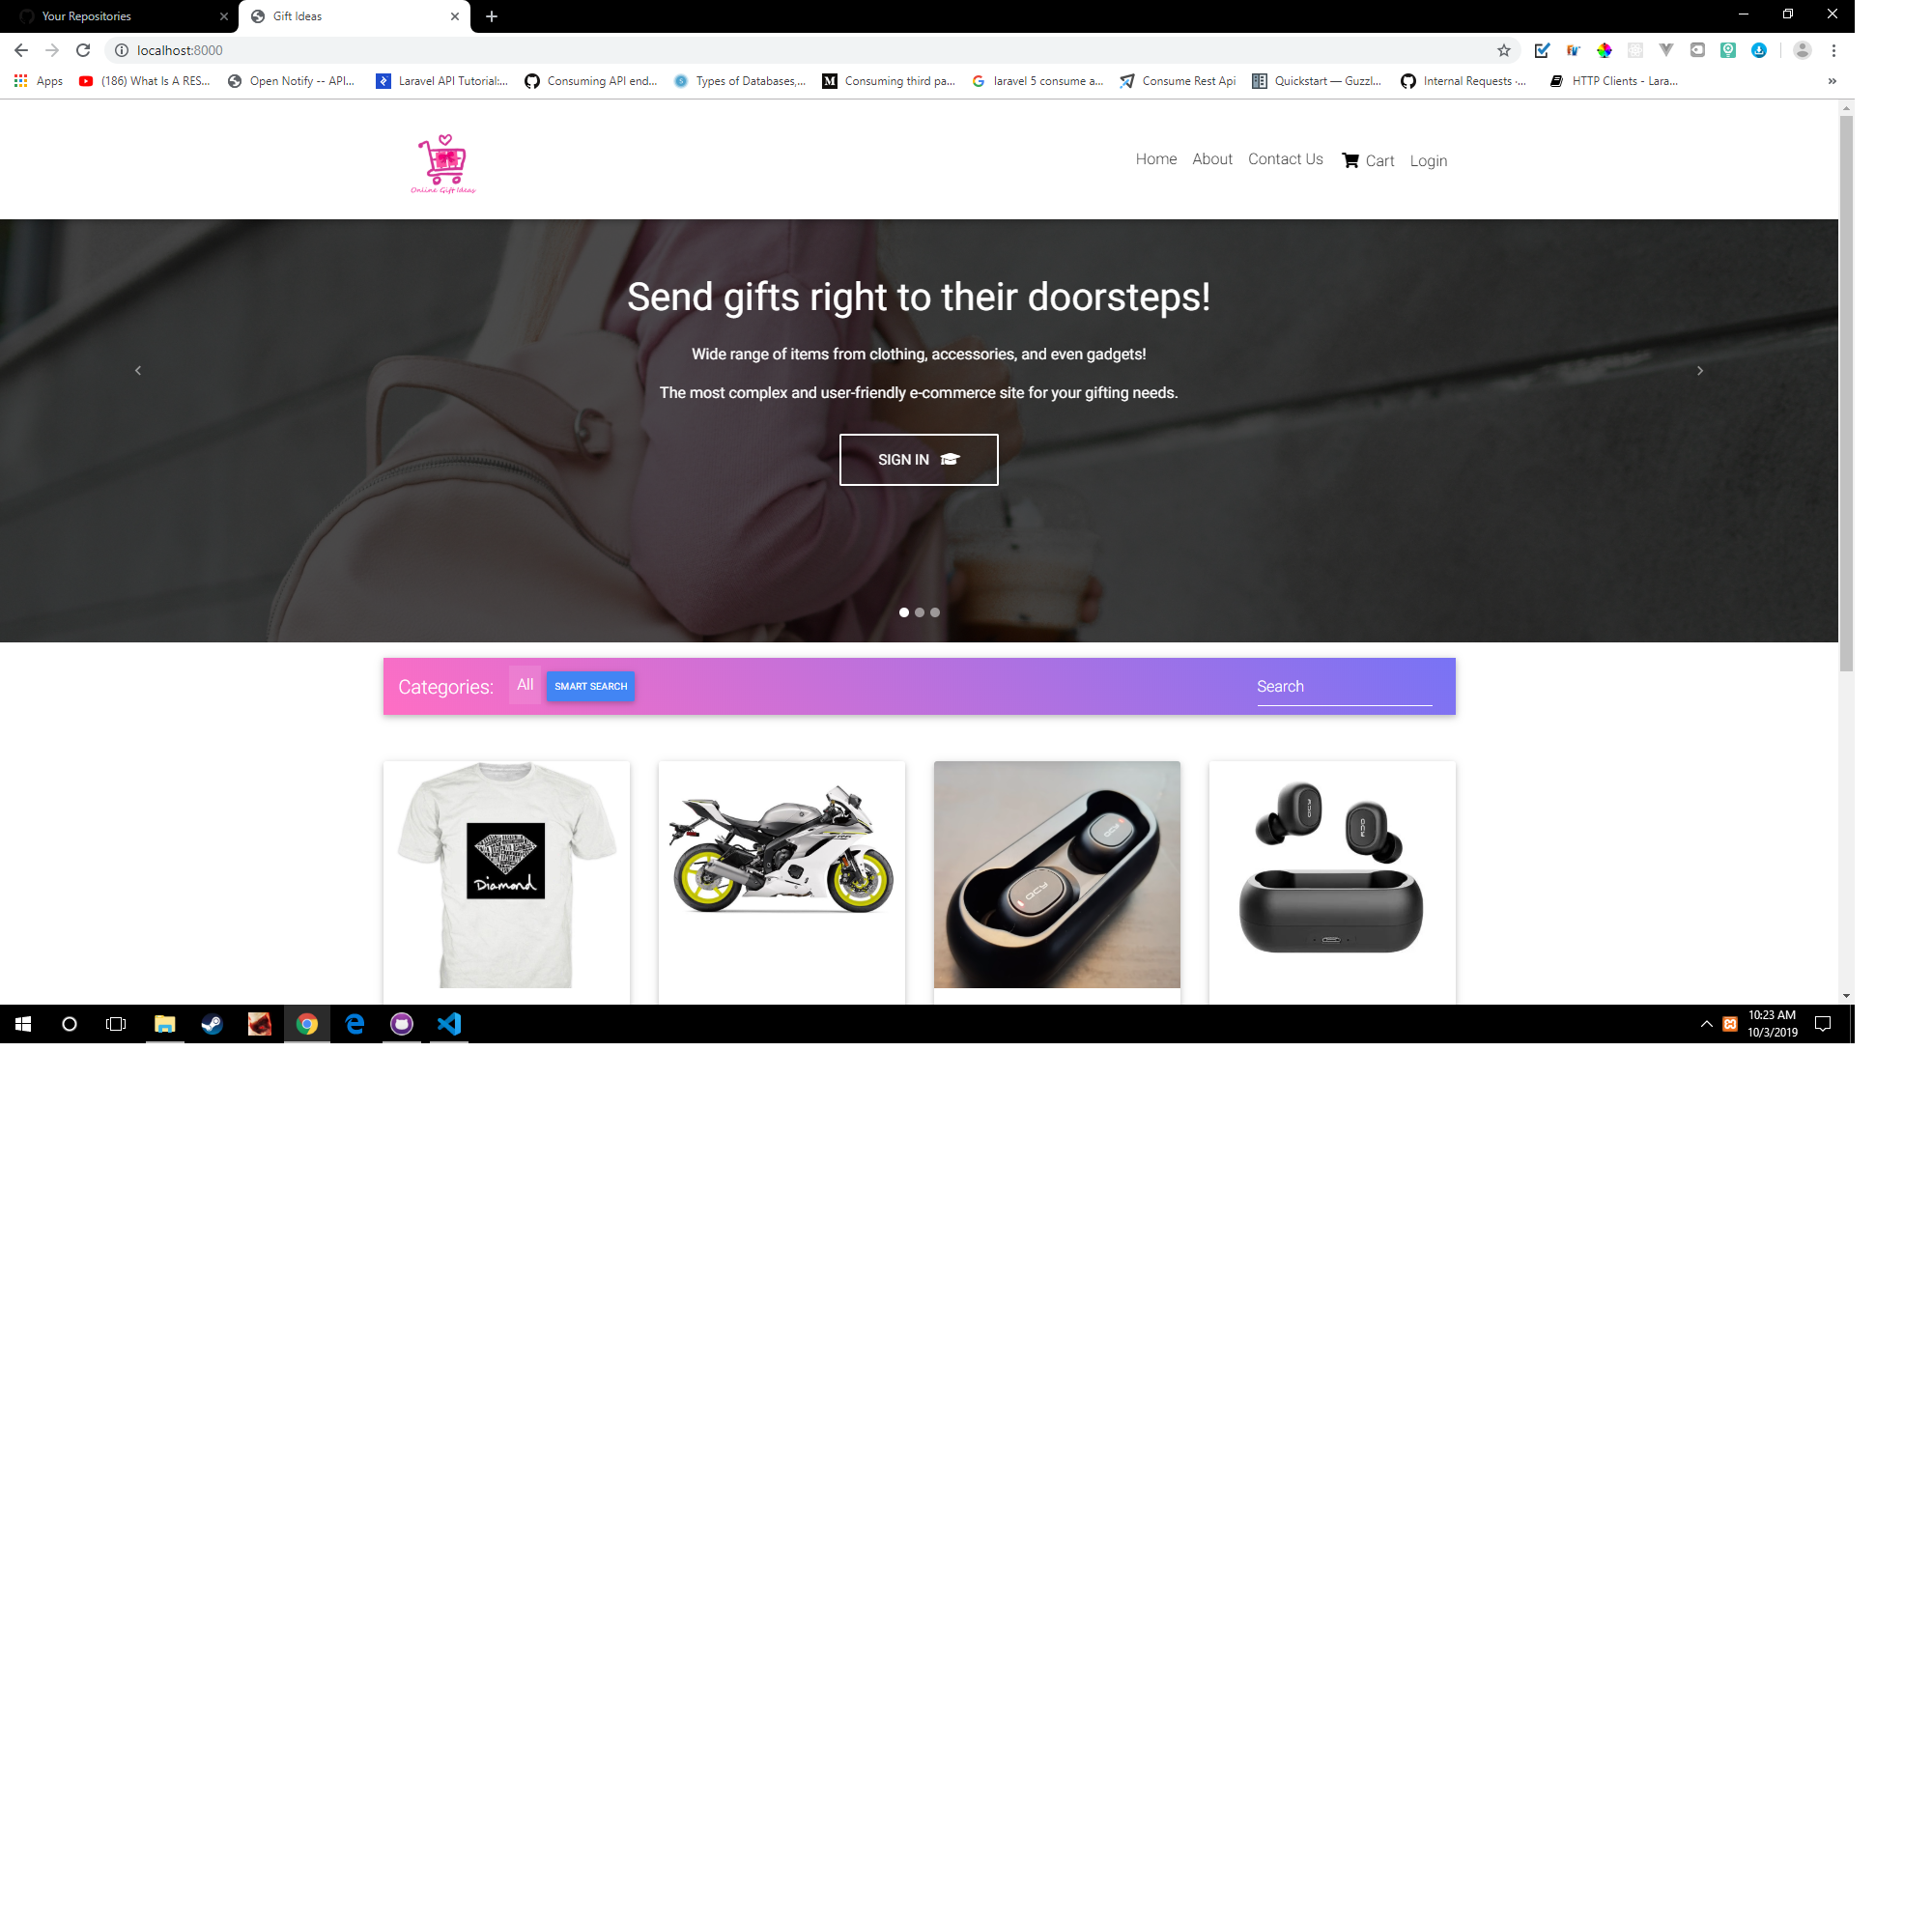 Your Repositories
Gift Ideas
localhost:8000
Apps
(186) What Is A RES...
Open Notify -- API...
Laravel API Tutorial:...
Consuming API end...
Types of Databases,...
Consuming third pa...
laravel 5 consume a...
Consume Rest Api
Quickstart — Guzzl...
Internal Requests ·...
HTTP Clients - Lara...
»
Online Gift Ideas
Home
About
Contact Us
Cart
Login
Send gifts right to their doorsteps!
Wide range of items from clothing, accessories, and even gadgets!
The most complex and user-friendly e-commerce site for your gifting needs.
SIGN IN
Categories:
All
SMART SEARCH
Search
Diamond
QCY
QCY
QCY
QCY
10:23 AM
10/3/2019